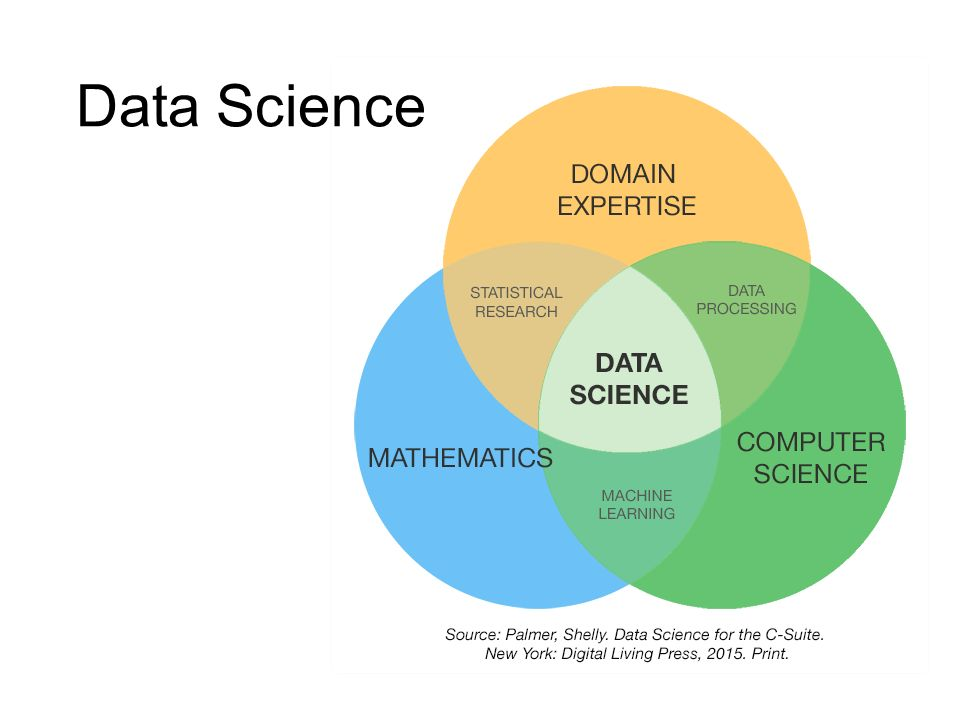 Data Science
DOMAIN
EXPERTISE
STATISTICAL
RESEARCH
DATA
PROCESSING
DATA
SCIENCE
MATHEMATICS
COMPUTER
SCIENCE
MACHINE
LEARNING
Source: Palmer, Shelly. Data Science for the C-Suite.
New York: Digital Living Press, 2015. Print.